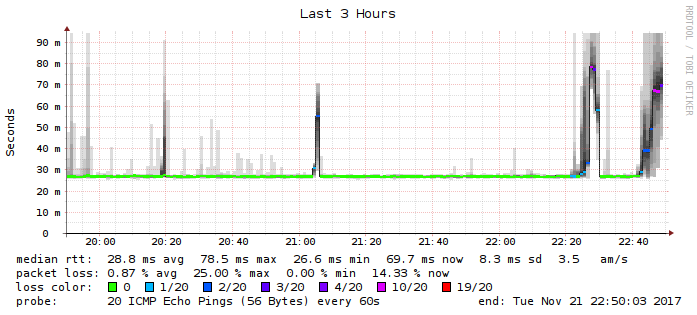 Last 3 Hours
RRDTOOL / TOBI OETIKER
Seconds
90 m
80 m
70 m
60 m
50 m
40 m
30 m
20 m
10 m
0
20:00 20:20 20:40 21:00 21:20 21:40 22:00 22:20 22:40
median rtt: 28.8 ms avg 78.5 ms max 26.6 ms min 69.7 ms now 8.3 ms sd 3.5 am/s
packet loss: 0.87 % avg 25.00 % max 0.00 % min 14.33 % now
loss color: 0 1/20 2/20 3/20 4/20 10/20 19/20
probe: 20 ICMP Echo Pings (56 Bytes) every 60s end: Tue Nov 21 22:50:03 2017